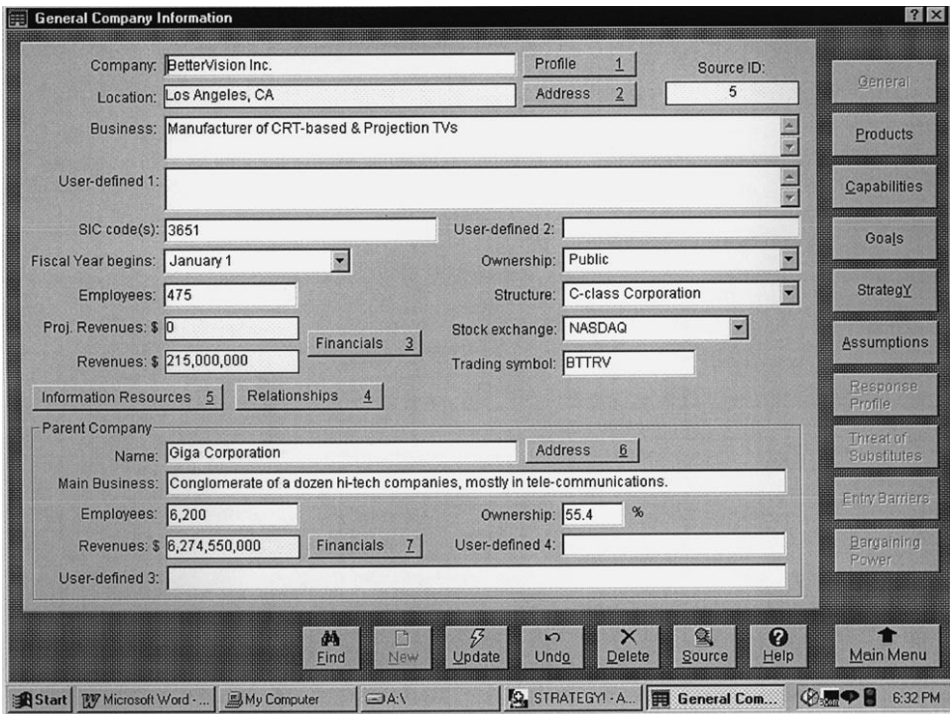 General Company Information
Company: BetterVision Inc. Profile 1 Source ID:
Location: Los Angeles, CA Address 2 5
General
Business: Manufacturer of CRT-based & Projection TVs
Products
User-defined 1:
Capabilities
SIC code(s): 3651 User-defined 2:
Goals
Fiscal Year begins: January 1 Ownership: Public
Employees: 475 Structure: C-class Corporation
StrategY
Proj. Revenues: $ 0 Financials 3 Stock exchange: NASDAQ
Assumptions
Revenues: $ 215,000,000 Trading symbol: BTTRV
Information Resources 5 Relationships 4
Response
Profile
Parent Company
Name: Giga Corporation Address 6
Threat of
Substitutes
Main Business: Conglomerate of a dozen hi-tech companies, mostly in tele-communications.
Entry Barriers
Employees: 6,200 Ownership: 55.4 %
Revenues: $ 6,274,550,000 Financials 7 User-defined 4:
Bargaining
Power
User-defined 3:
Find New Update Undo Delete Source Help Main Menu
Start Microsoft Word - ... My Computer A:\ STRATEGY! - A... General Com... 6:32 PM